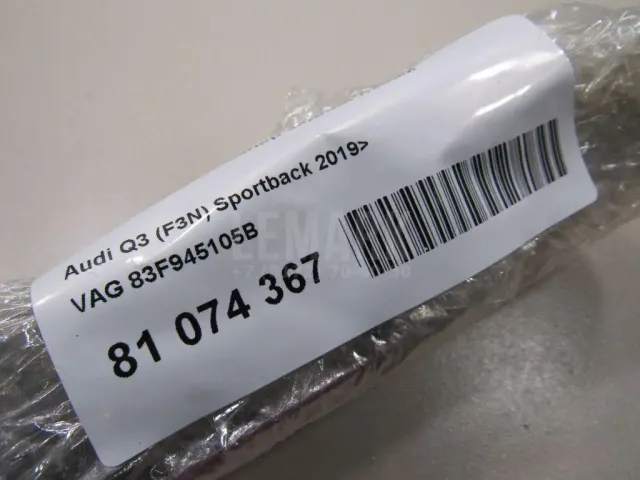 Audi Q3 (F3N) Sportback 2019>
VAG 83F945105B
81 074 367